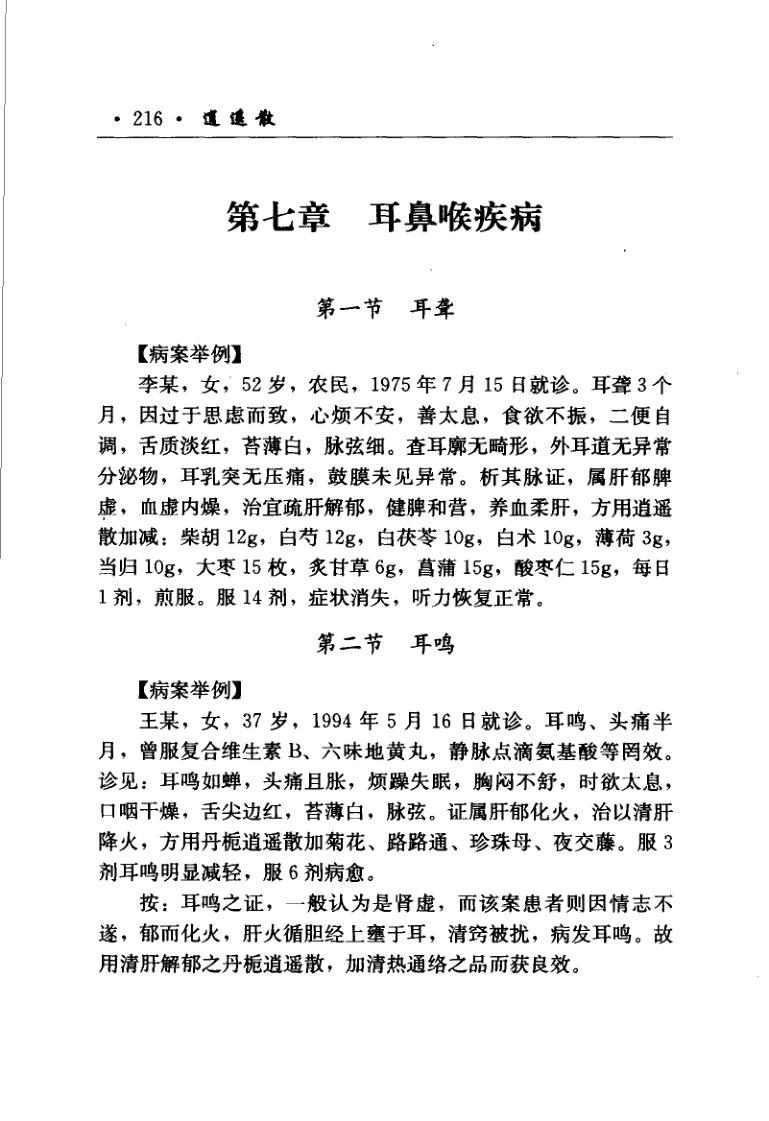 · 216 · 逍遥散
第七章 耳鼻喉疾病
第一节 耳聋
【病案举例】
李某，女，52 岁，农民，1975 年 7 月 15 日就诊。耳聋 3 个
月，因过于思虑而致，心烦不安，善太息，食欲不振，二便自
调，舌质淡红，苔薄白，脉弦细。查耳廓无畸形，外耳道无异常
分泌物，耳乳突无压痛，鼓膜未见异常。析其脉证，属肝郁脾
虚，血虚内燥，治宜疏肝解郁，健脾和营，养血柔肝，方用逍遥
散加减：柴胡 12g，白芍 12g，白茯苓 10g，白术 10g，薄荷 3g，
当归 10g，大枣 15 枚，炙甘草 6g，菖蒲 15g，酸枣仁 15g，每日
1 剂，煎服。服 14 剂，症状消失，听力恢复正常。
第二节 耳鸣
【病案举例】
王某，女，37 岁，1994 年 5 月 16 日就诊。耳鸣、头痛半
月，曾服复合维生素 B、六味地黄丸，静脉点滴氨基酸等罔效。
诊见：耳鸣如蝉，头痛且胀，烦躁失眠，胸闷不舒，时欲太息，
口咽干燥，舌尖边红，苔薄白，脉弦。证属肝郁化火，治以清肝
降火，方用丹栀逍遥散加菊花、路路通、珍珠母、夜交藤。服 3
剂耳鸣明显减轻，服 6 剂病愈。
按：耳鸣之证，一般认为是肾虚，而该案患者则因情志不
遂，郁而化火，肝火循胆经上壅于耳，清窍被扰，病发耳鸣。故
用清肝解郁之丹栀逍遥散，加清热通络之品而获良效。